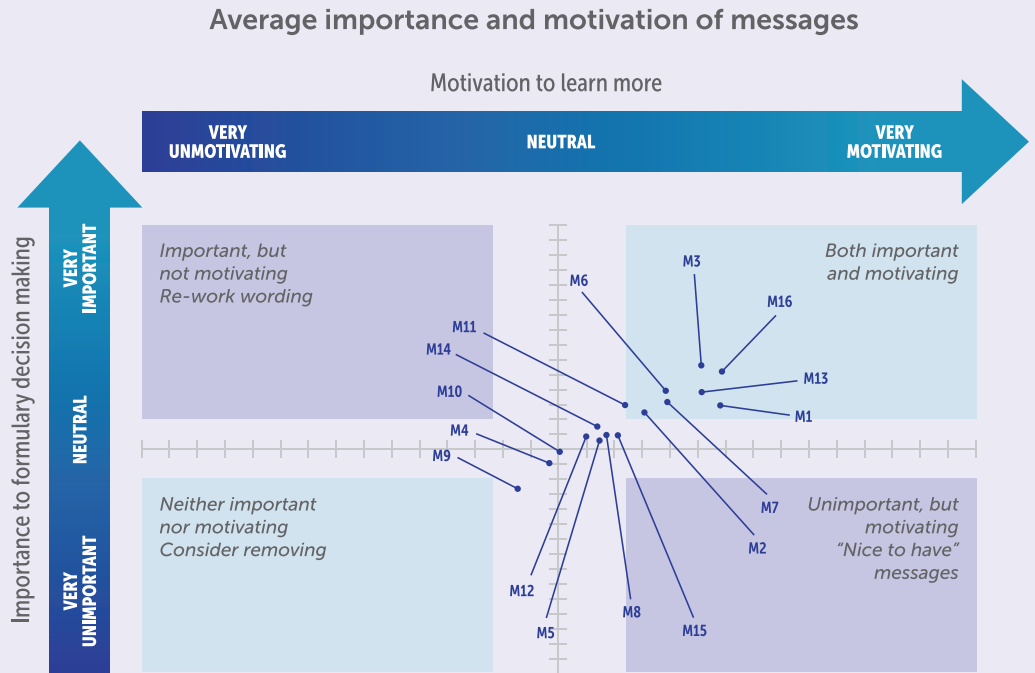 Average importance and motivation of messages
Motivation to learn more
VERY
UNMOTIVATING
NEUTRAL
VERY
MOTIVATING
Importance to formulary decision making
VERY
IMPORTANT
NEUTRAL
VERY
UNIMPORTANT
Important, but
not motivating
Re-work wording
Both important
and motivating
M3
M6
M16
M11
M14
M13
M10
M1
M4
M9
Neither important
nor motivating
Consider removing
Unimportant, but
motivating
“Nice to have”
messages
M7
M2
M12
M8
M5
M15